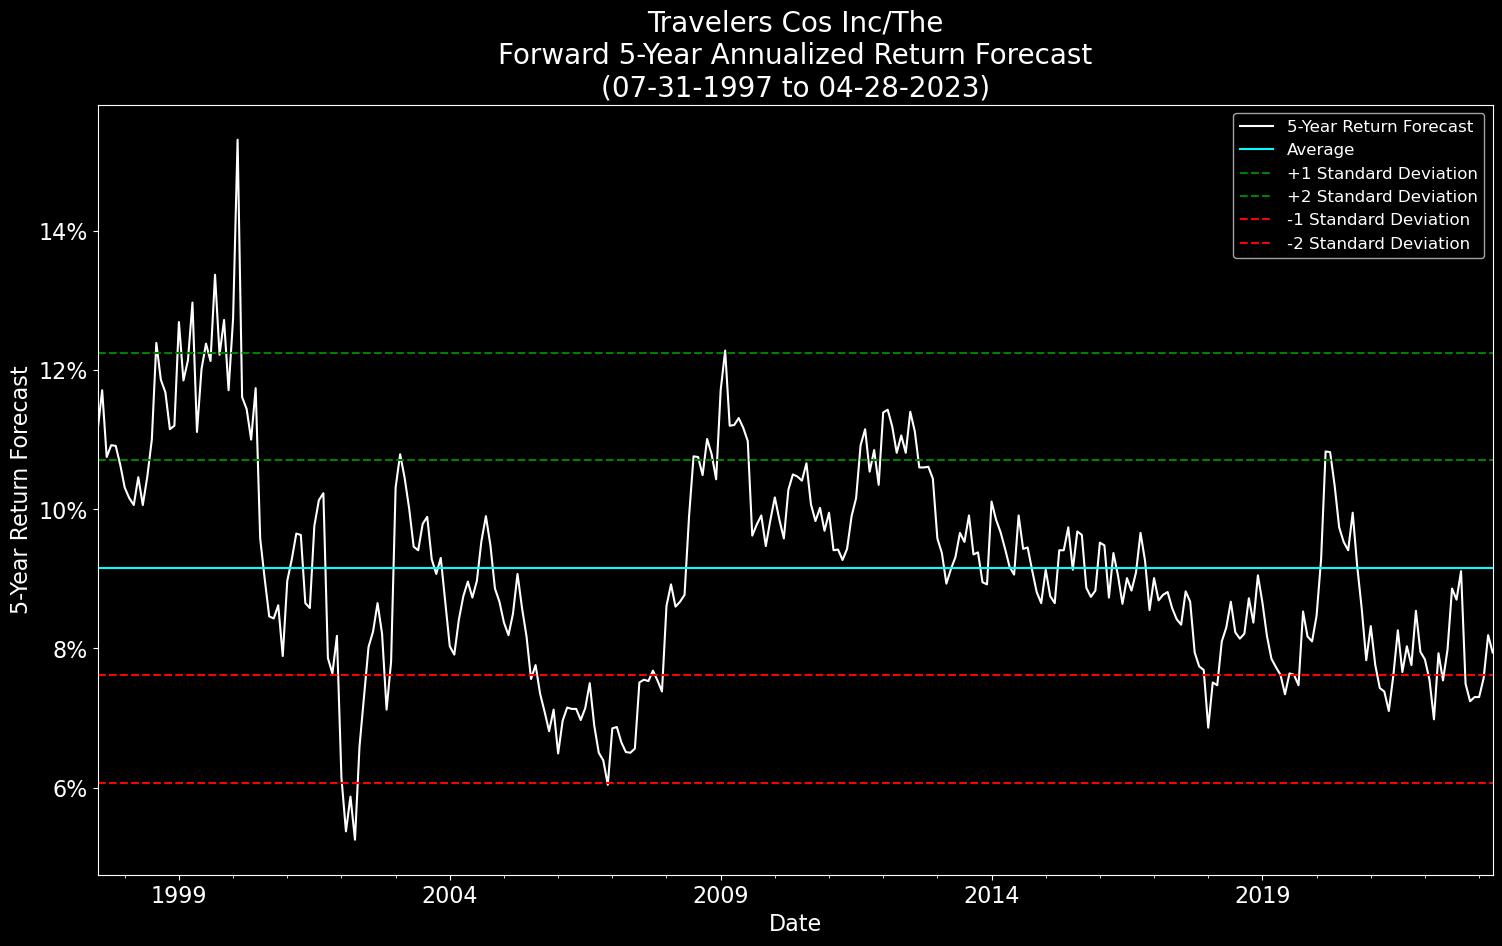 Travelers Cos Inc/The
Forward 5-Year Annualized Return Forecast
(07-31-1997 to 04-28-2023)
5-Year Return Forecast
Average
+1 Standard Deviation
+2 Standard Deviation
-1 Standard Deviation
-2 Standard Deviation
5-Year Return Forecast
14%
12%
10%
8%
6%
1999 2004 2009 2014 2019
Date